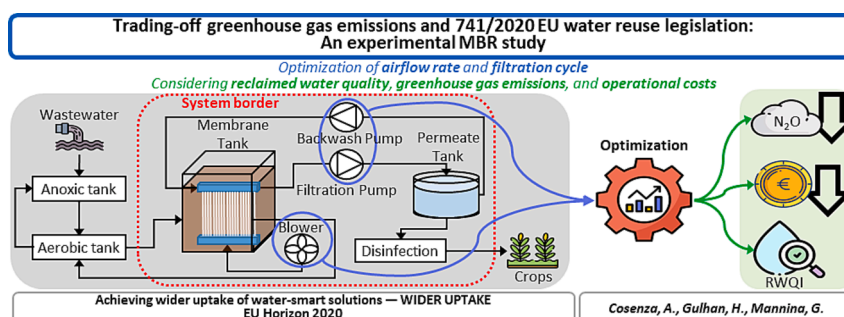 Trading-off greenhouse gas emissions and 741/2020 EU water reuse legislation:
An experimental MBR study
Optimization of airflow rate and filtration cycle
Considering reclaimed water quality, greenhouse gas emissions, and operational costs
System border
Wastewater
Membrane
Tank
Backwash Pump
Permeate
Tank
Filtration Pump
Anoxic tank
Aerobic tank
Blower
Disinfection
Crops
Optimization
N₂O
€
RWQI
Achieving wider uptake of water-smart solutions — WIDER UPTAKE
EU Horizon 2020
Cosenza, A., Gulhan, H., Mannina, G.